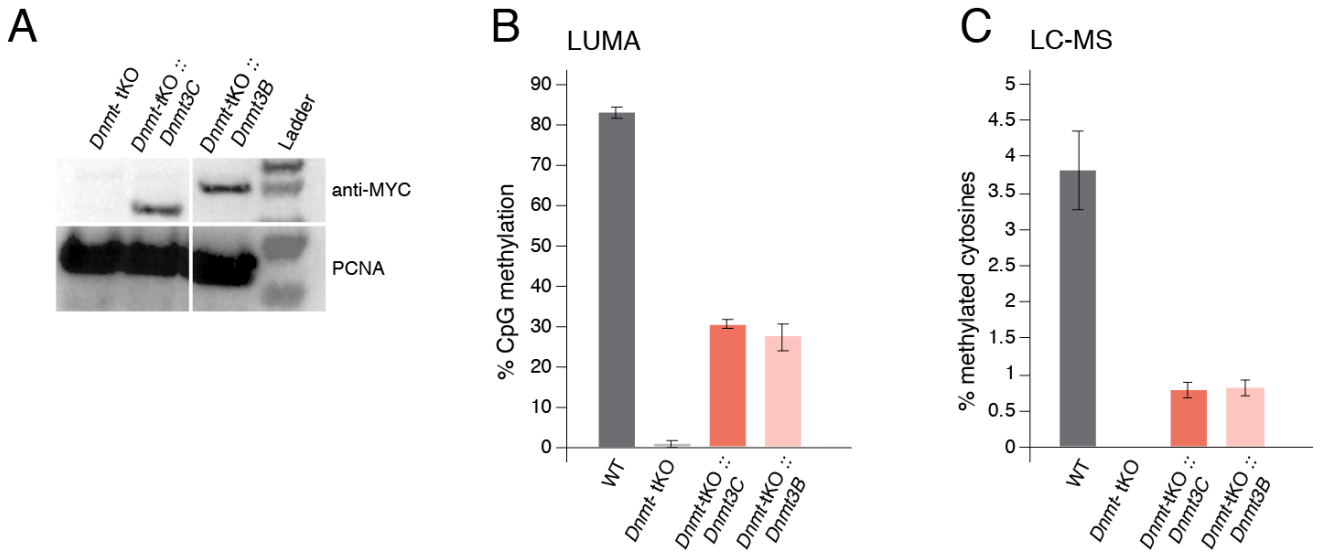 A
Dnmt- tKO
Dnmt-tKO ::
Dnmt3C
Dnmt-tKO ::
Dnmt3B
Ladder
anti-MYC
PCNA
B
LUMA
% CpG methylation
90
80
70
60
50
40
30
20
10
0
WT
Dnmt- tKO
Dnmt-tKO ::
Dnmt3C
Dnmt-tKO ::
Dnmt3B
C
LC-MS
% methylated cytosines
5
4.5
4
3.5
3
2.5
2
1.5
1
0.5
0
WT
Dnmt- tKO
Dnmt-tKO ::
Dnmt3C
Dnmt-tKO ::
Dnmt3B